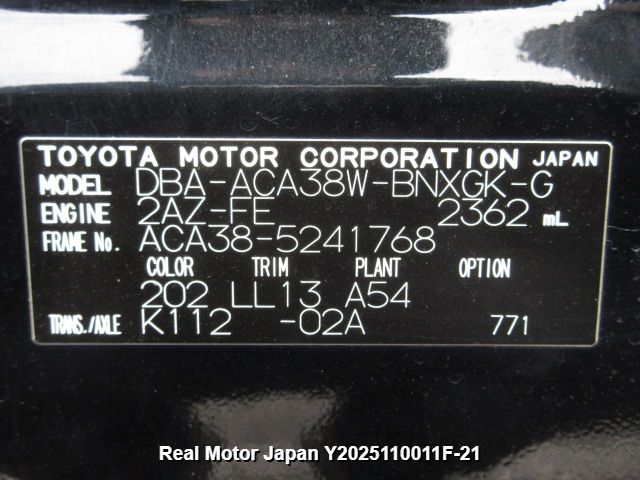 TOYOTA MOTOR CORPORATION JAPAN
MODEL DBA-ACA38W-BNXGK-G
ENGINE 2AZ-FE 2362 mL
FRAME No. ACA38-5241768
COLOR TRIM PLANT OPTION
202 LL13 A54
TRANS./AXLE K112 -02A 771
Real Motor Japan Y2025110011F-21